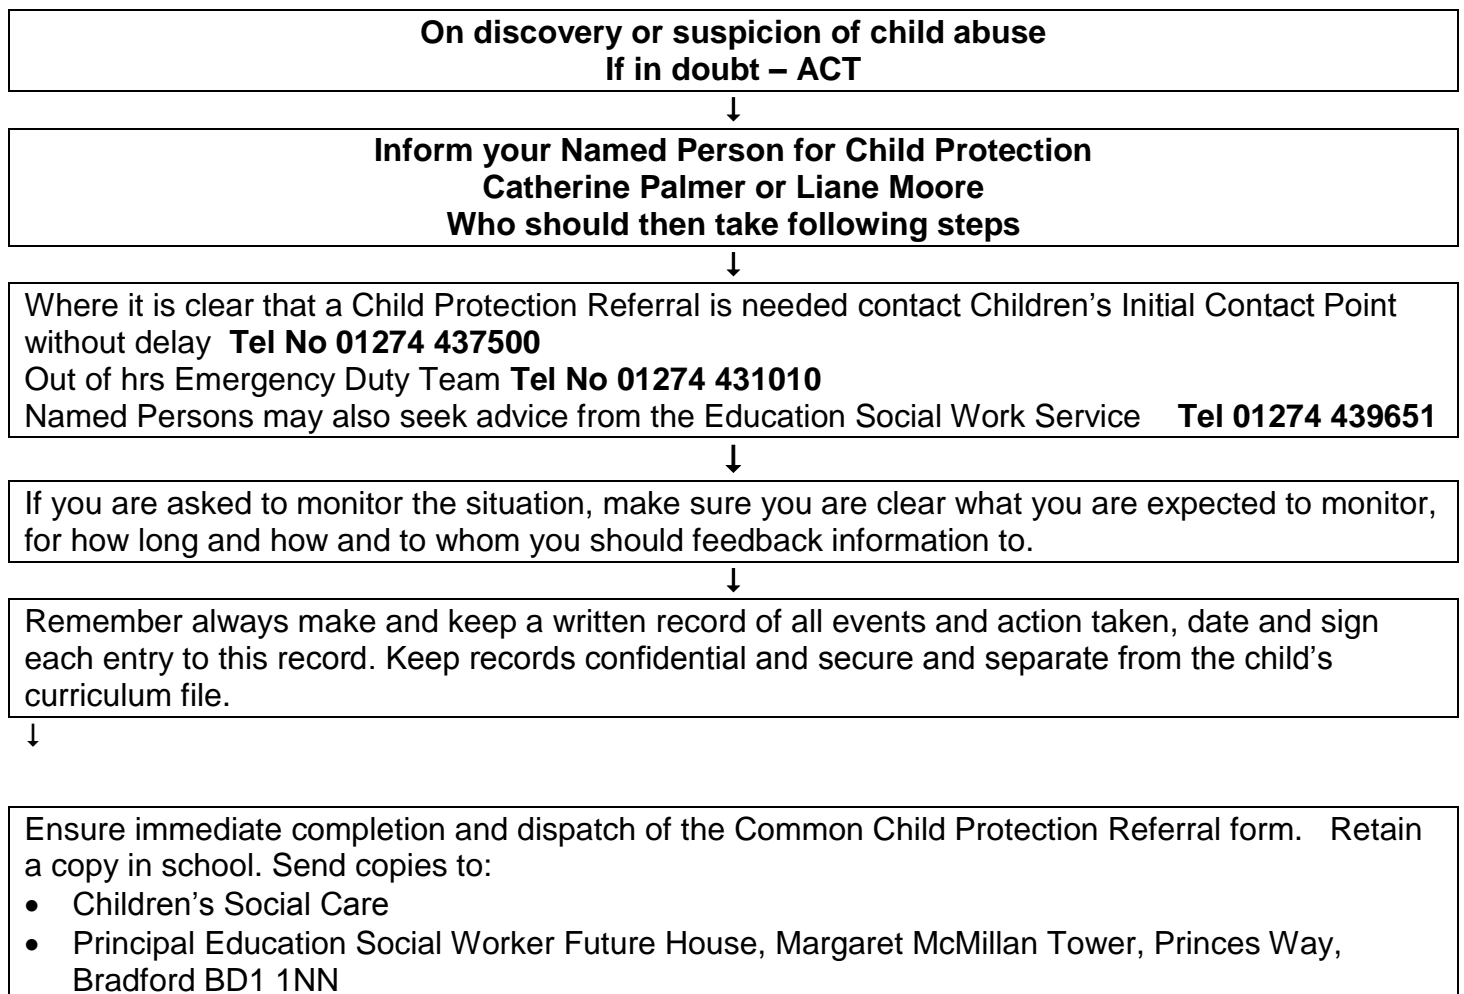 On discovery or suspicion of child abuse
If in doubt – ACT
↓
Inform your Named Person for Child Protection
Catherine Palmer or Liane Moore
Who should then take following steps
↓
Where it is clear that a Child Protection Referral is needed contact Children’s Initial Contact Point
without delay Tel No 01274 437500
Out of hrs Emergency Duty Team Tel No 01274 431010
Named Persons may also seek advice from the Education Social Work Service Tel 01274 439651
↓
If you are asked to monitor the situation, make sure you are clear what you are expected to monitor,
for how long and how and to whom you should feedback information to.
↓
Remember always make and keep a written record of all events and action taken, date and sign
each entry to this record. Keep records confidential and secure and separate from the child’s
curriculum file.
↓
Ensure immediate completion and dispatch of the Common Child Protection Referral form. Retain
a copy in school. Send copies to:
• Children’s Social Care
• Principal Education Social Worker Future House, Margaret McMillan Tower, Princes Way,
Bradford BD1 1NN